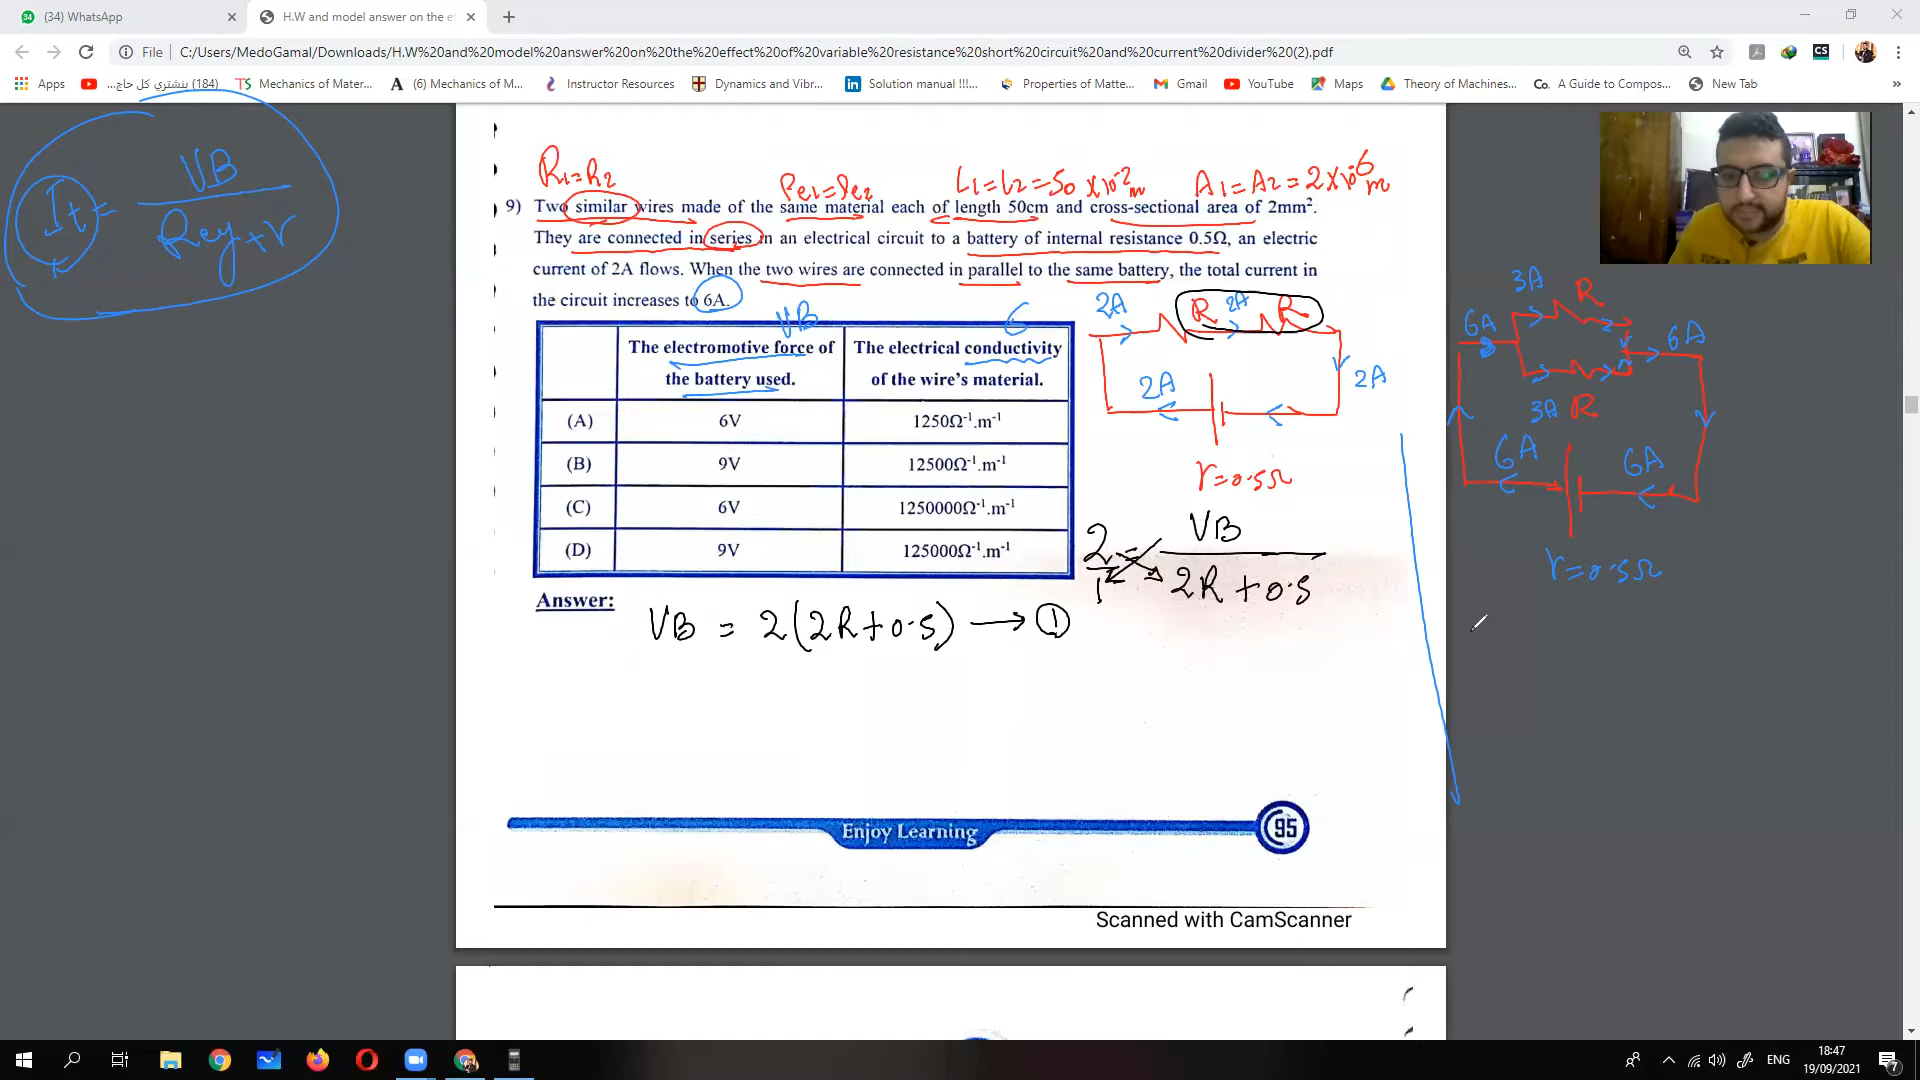 (34) WhatsApp
H.W and model answer on the ef
File C:/Users/MedoGamal/Downloads/H.W%20and%20model%20answer%20on%20the%20effect%20of%20variable%20resistance%20short%20circuit%20and%20current%20divider%20(2).pdf
Apps
(184) بنشتري كل حاج...
Mechanics of Mater...
(6) Mechanics of M...
Instructor Resources
Dynamics and Vibr...
Solution manual !!!...
Properties of Matte...
Gmail
YouTube
Maps
Theory of Machines...
A Guide to Compos...
New Tab
It = VB
Req + r
R1 = R2
ρe1 = ρe2
L1 = L2 = 50 × 10-2 m
A1 = A2 = 2 × 10-6 m
9) Two similar wires made of the same material each of length 50cm and cross-sectional area of 2mm2.
They are connected in series in an electrical circuit to a battery of internal resistance 0.5Ω, an electric
current of 2A flows. When the two wires are connected in parallel to the same battery, the total current in
the circuit increases to 6A.
VB
The electromotive force of the battery used.
The electrical conductivity of the wire's material.
(A) 6V 1250Ω-1.m-1
(B) 9V 12500Ω-1.m-1
(C) 6V 1250000Ω-1.m-1
(D) 9V 125000Ω-1.m-1
2A R 2A R
2A 2A
r = 0.5Ω
3A R
6A 6A
3A R
6A 6A
r = 0.5Ω
2 = VB
1 2R + 0.5
Answer:
VB = 2(2R + 0.5) → ①
Enjoy Learning
95
Scanned with CamScanner
ENG
18:47
19/09/2021
7